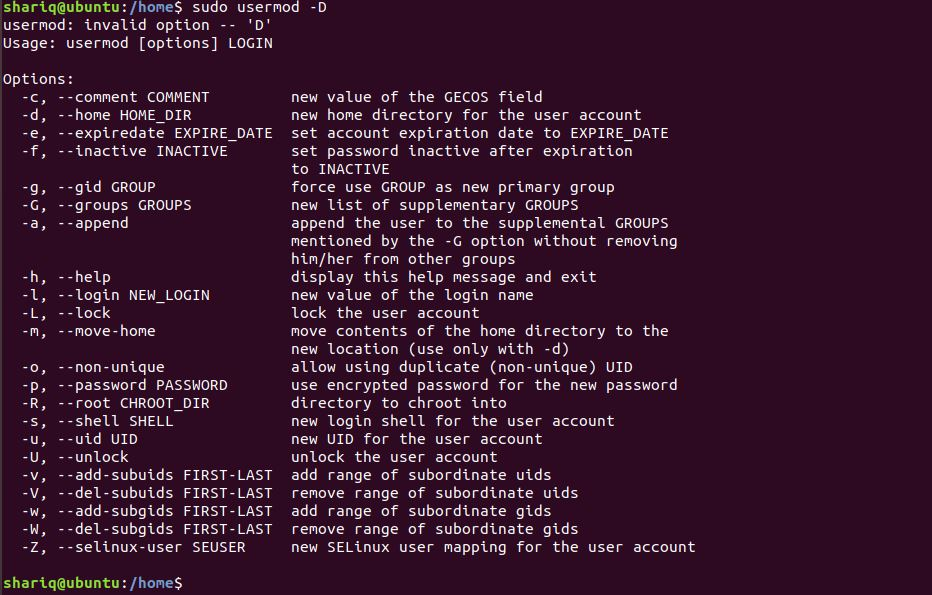 shariq@ubuntu:/home$ sudo usermod -D
usermod: invalid option -- 'D'
Usage: usermod [options] LOGIN

Options:
  -c, --comment COMMENT         new value of the GECOS field
  -d, --home HOME_DIR           new home directory for the user account
  -e, --expiredate EXPIRE_DATE  set account expiration date to EXPIRE_DATE
  -f, --inactive INACTIVE       set password inactive after expiration
                                to INACTIVE
  -g, --gid GROUP               force use GROUP as new primary group
  -G, --groups GROUPS           new list of supplementary GROUPS
  -a, --append                  append the user to the supplemental GROUPS
                                mentioned by the -G option without removing
                                him/her from other groups
  -h, --help                    display this help message and exit
  -l, --login NEW_LOGIN         new value of the login name
  -L, --lock                    lock the user account
  -m, --move-home               move contents of the home directory to the
                                new location (use only with -d)
  -o, --non-unique              allow using duplicate (non-unique) UID
  -p, --password PASSWORD       use encrypted password for the new password
  -R, --root CHROOT_DIR         directory to chroot into
  -s, --shell SHELL             new login shell for the user account
  -u, --uid UID                 new UID for the user account
  -U, --unlock                  unlock the user account
  -v, --add-subuids FIRST-LAST  add range of subordinate uids
  -V, --del-subuids FIRST-LAST  remove range of subordinate uids
  -w, --add-subgids FIRST-LAST  add range of subordinate gids
  -W, --del-subgids FIRST-LAST  remove range of subordinate gids
  -Z, --selinux-user SEUSER     new SELinux user mapping for the user account

shariq@ubuntu:/home$